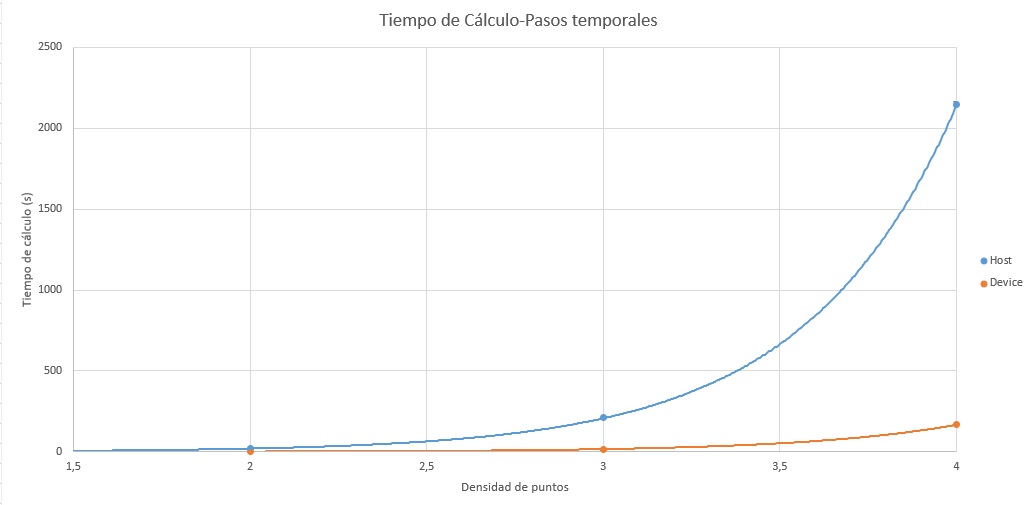 Tiempo de Cálculo-Pasos temporales
2500
2000
1500
1000
500
0
Tiempo de cálculo (s)
1,5
2
2,5
3
3,5
4
Densidad de puntos
Host
Device